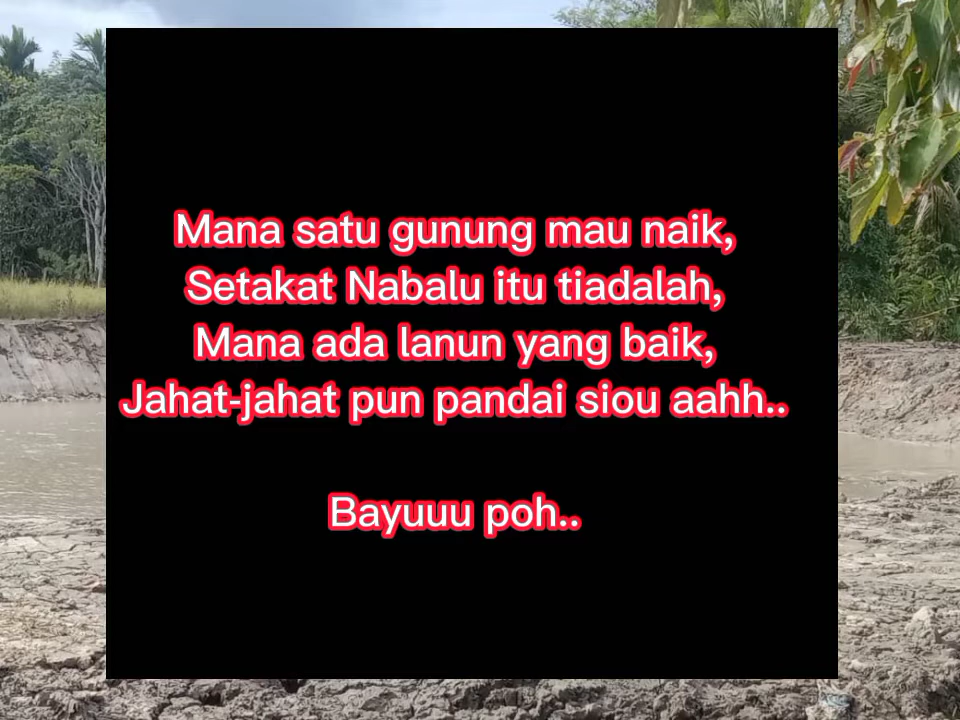 Mana satu gunung mau naik,
Setakat Nabalu itu tiadalah,
Mana ada lanun yang baik,
Jahat-jahat pun pandai siou aahh..
Bayuuu poh..